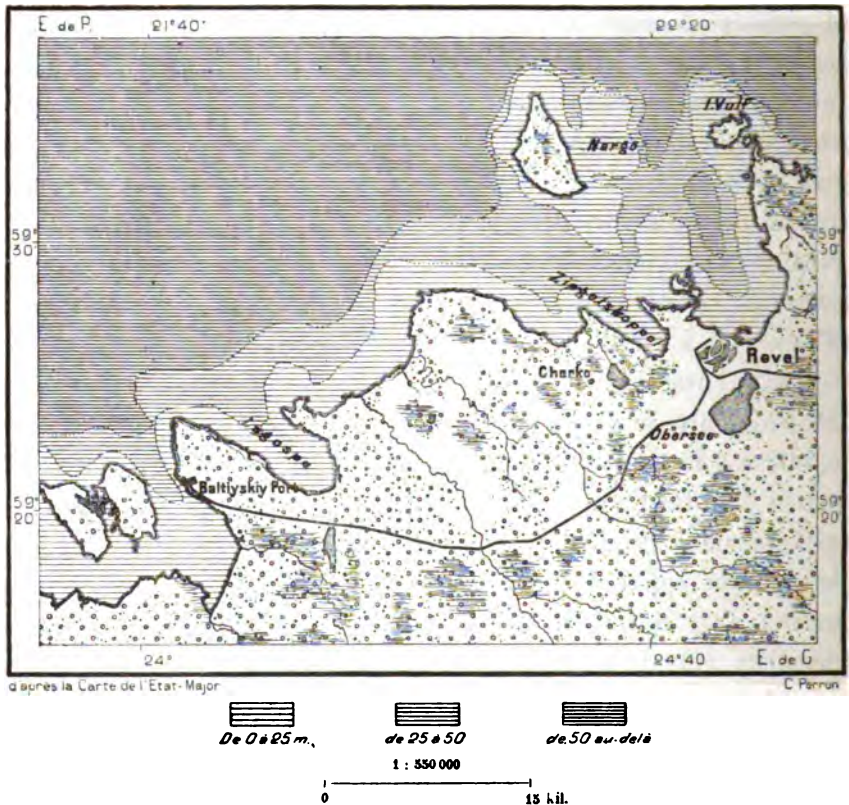 E. de P.
21°40'
22°20'
I. Vulf
Nargö
59°
30'
59°
30'
Revel
Charko
Obersee
Baltiyskiy Port
59°
20'
59°
20'
24°
24°40'
E. de G
d'après la Carte de l'Etat-Major
C. Perron
De 0 à 25 m.
de 25 à 50
de 50 au-delà
1 : 550 000
0
15 kil.